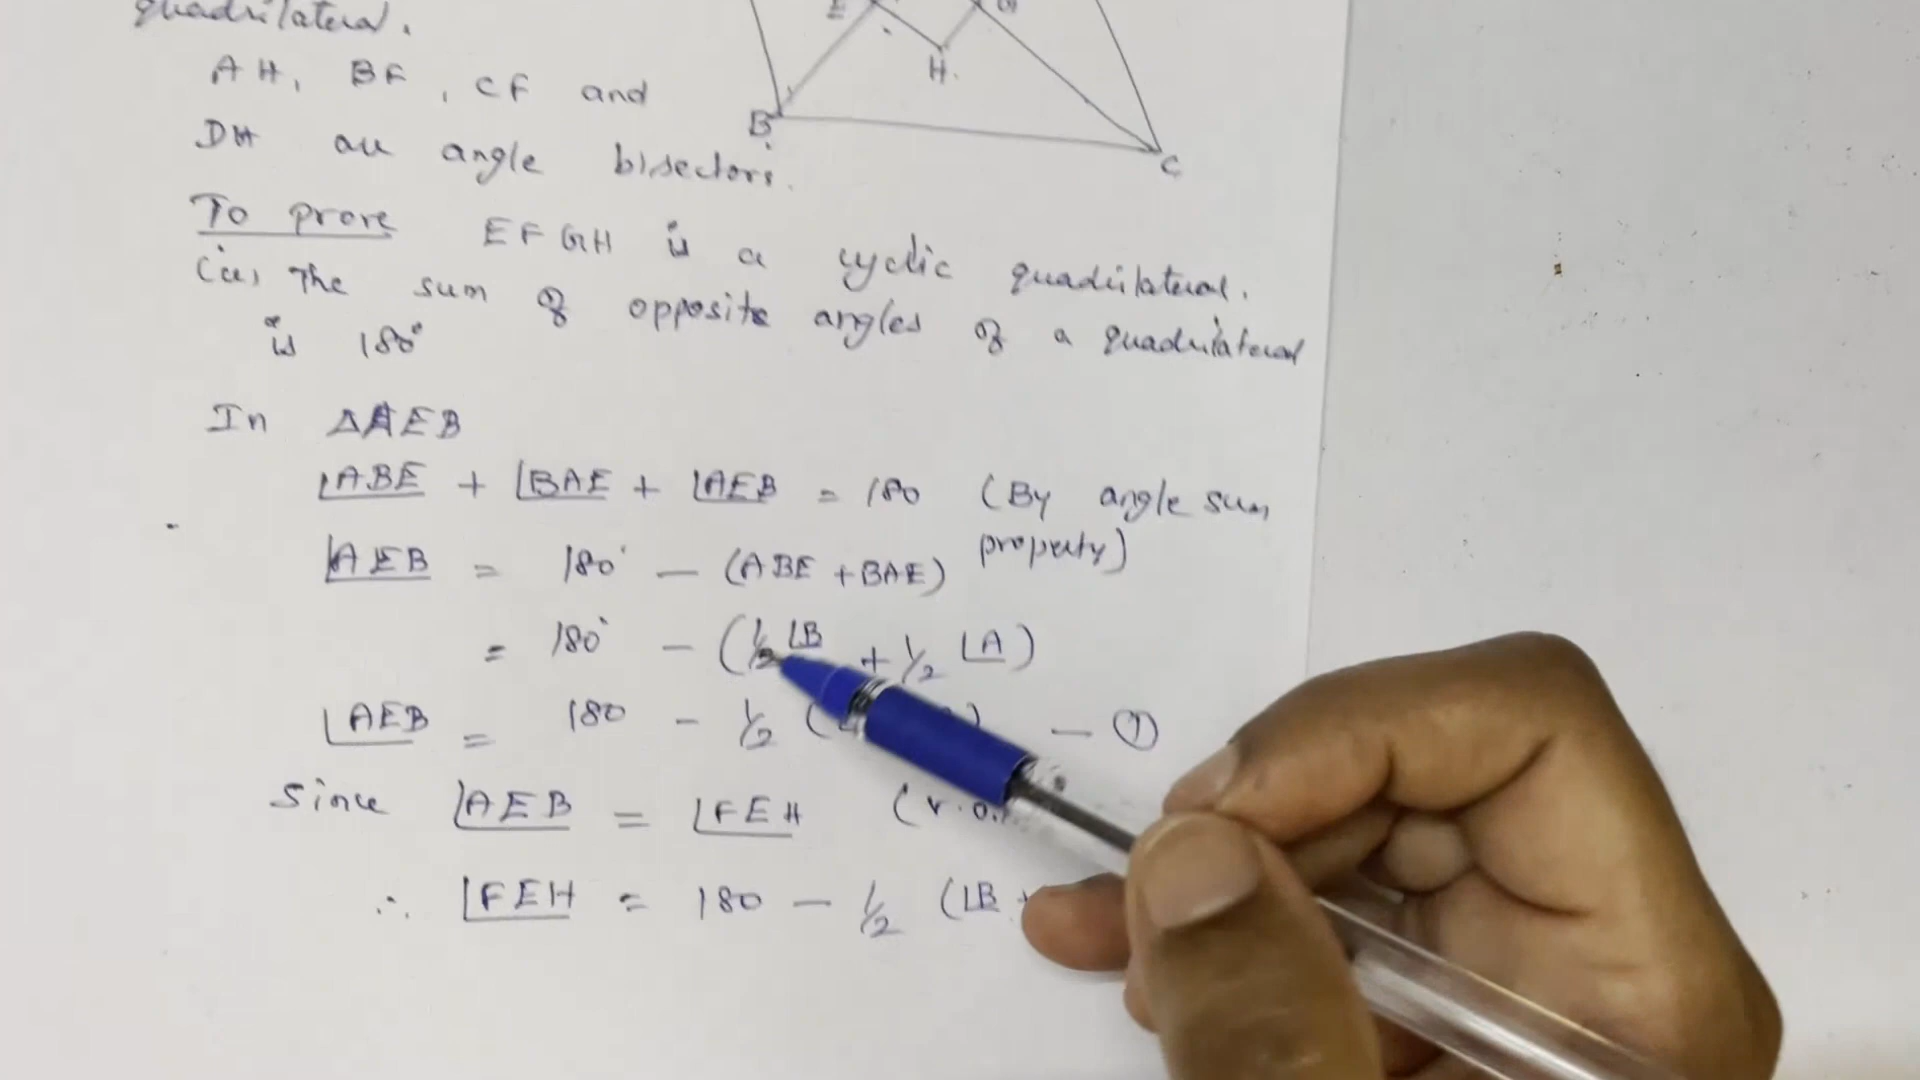 quadrilateral.
E
G
H.
B
C
AH, BF, CF and
DH are angle bisectors.
To prove EFGH is a cyclic quadrilateral.
(ie) The sum of opposite angles of a quadrilateral
is 180°
In ΔAEB
∠ABE + ∠BAE + ∠AEB = 180 (By angle sum
property)
∠AEB = 180° – (ABE + BAE)
= 180° – (½ ∠B + ½ ∠A)
∠AEB = 180 – ½ ( ) – ①
Since ∠AEB = ∠FEH (v.o.
∴ ∠FEH = 180 – ½ (∠B +